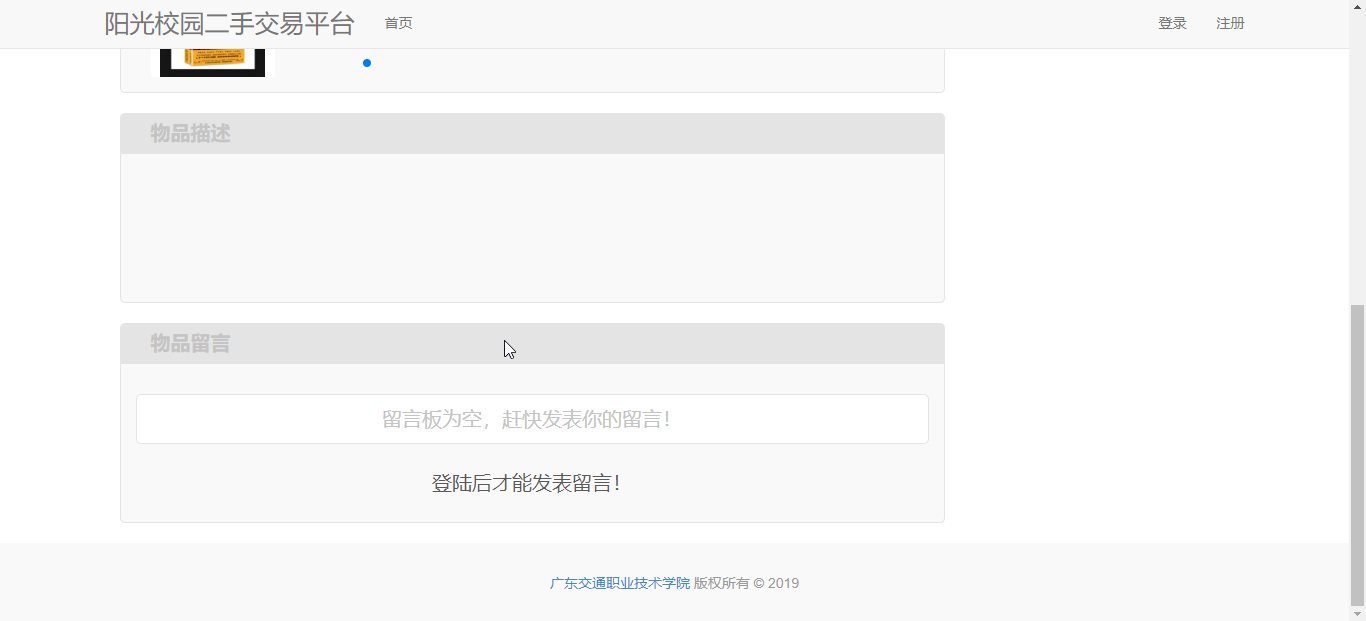 阳光校园二手交易平台 首页 登录 注册
物品描述
物品留言
留言板为空，赶快发表你的留言！
登陆后才能发表留言！
广东交通职业技术学院 版权所有 © 2019